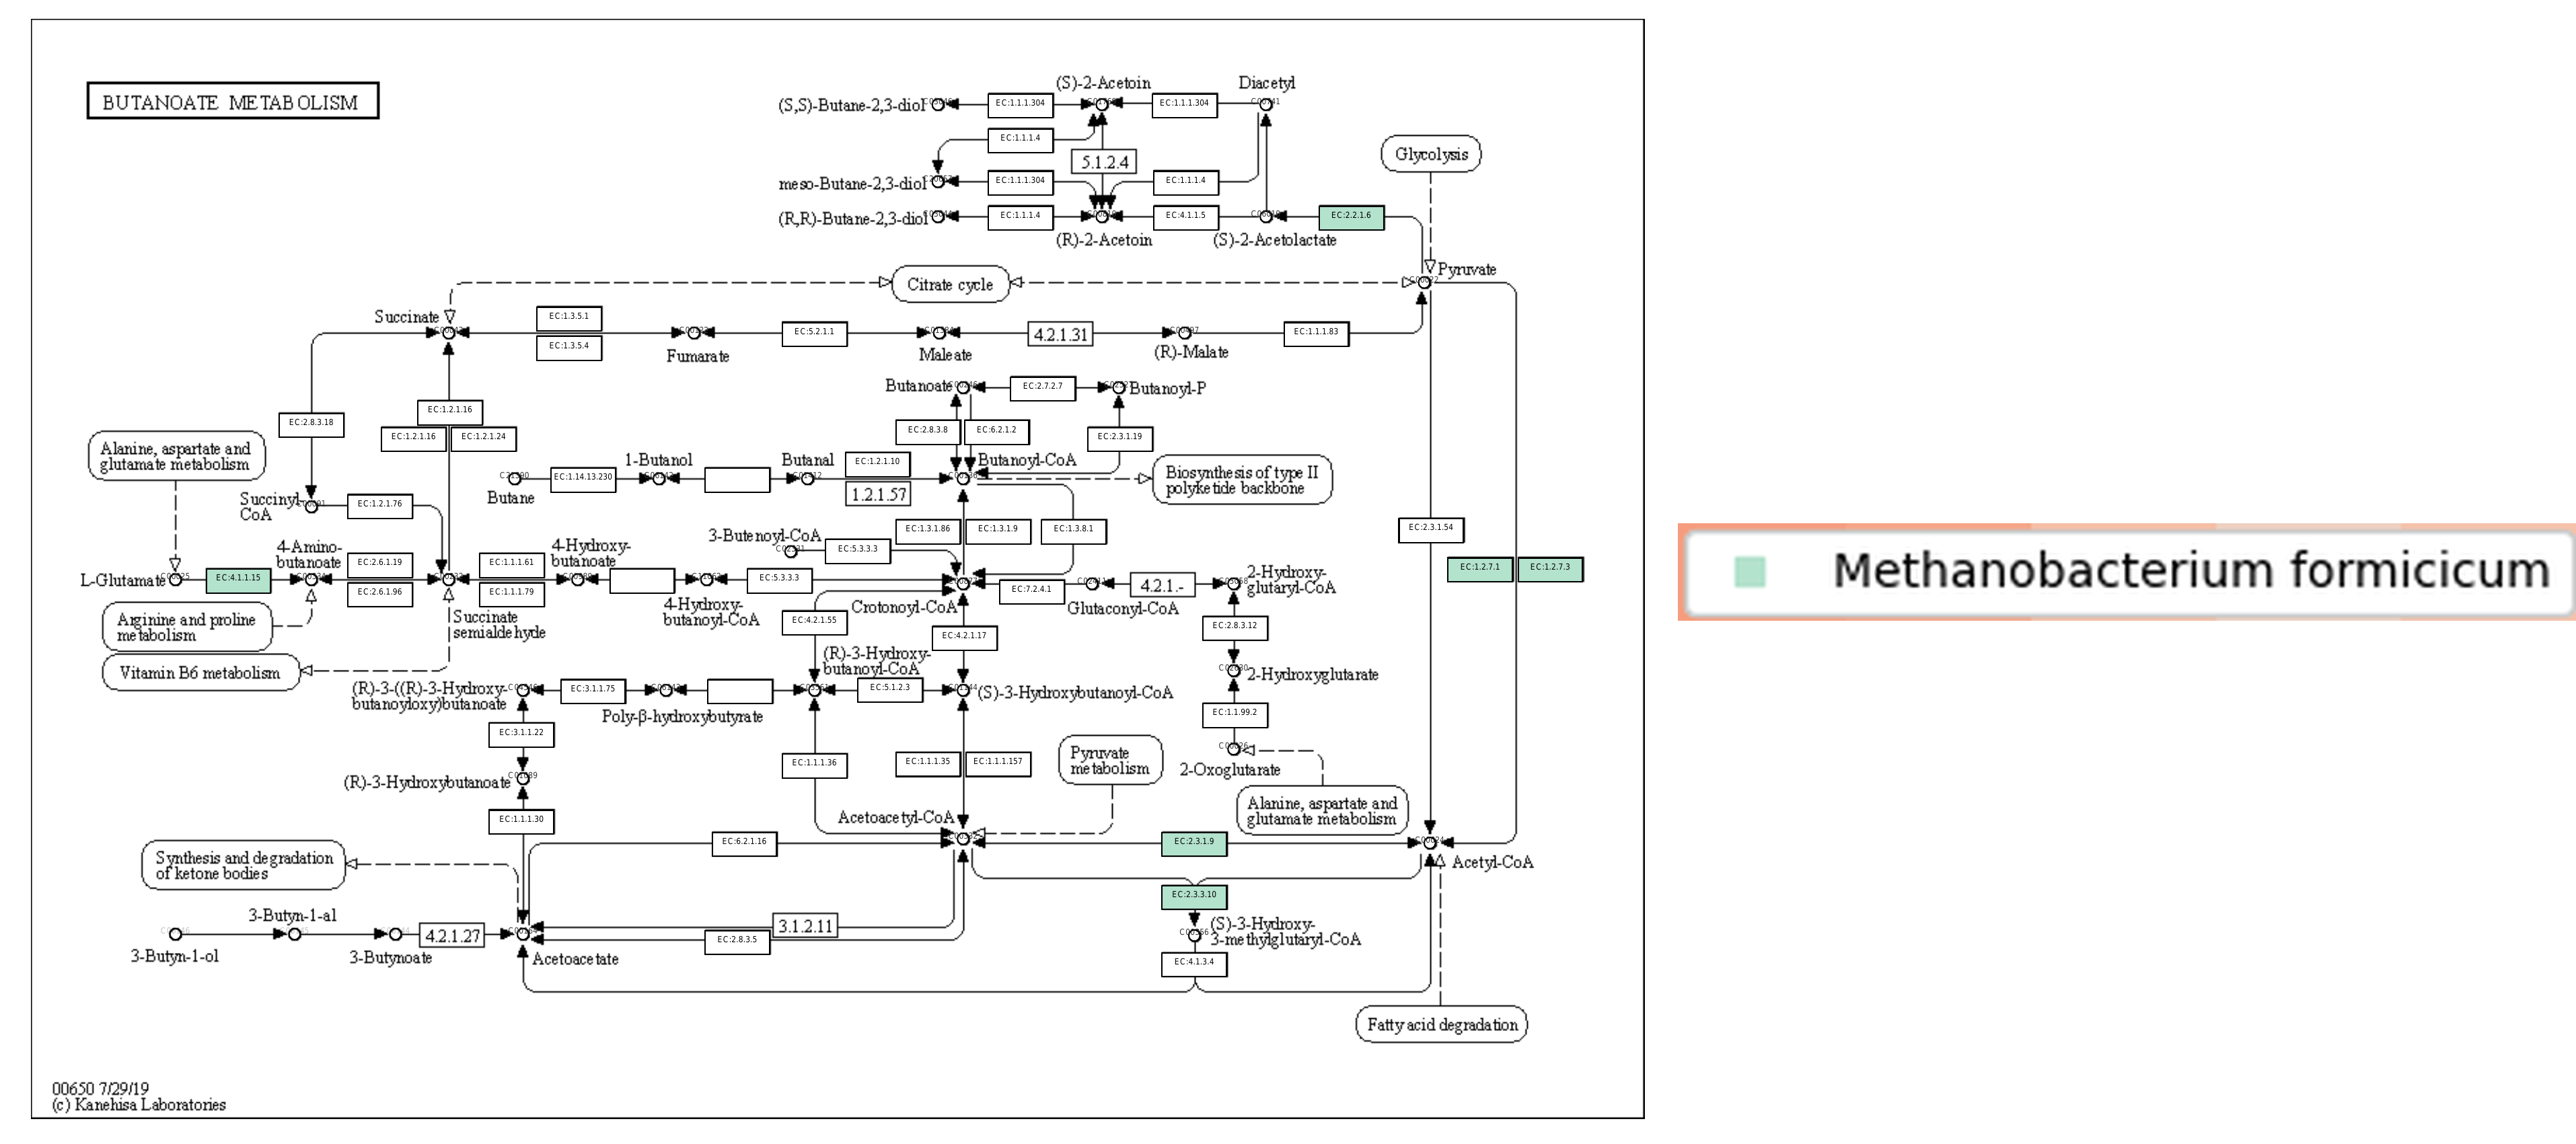 BUTANOATE METABOLISM
(S)-2-Acetoin
Diacetyl
(S,S)-Butane-2,3-diol
EC:1.1.1.304
EC:1.1.1.304
EC:1.1.1.4
5.1.2.4
Glycolysis
meso-Butane-2,3-diol
EC:1.1.1.304
EC:1.1.1.4
(R,R)-Butane-2,3-diol
EC:1.1.1.4
EC:4.1.1.5
EC:2.2.1.6
(R)-2-Acetoin
(S)-2-Acetolactate
Citrate cycle
Pyruvate
Succinate
EC:1.3.5.1
EC:1.3.5.4
Fumarate
EC:5.2.1.1
Maleate
4.2.1.31
(R)-Malate
EC:1.1.1.83
Butanoate
EC:2.7.2.7
Butanoyl-P
EC:2.8.3.18
EC:1.2.1.16
EC:1.2.1.16
EC:1.2.1.24
EC:2.8.3.8
EC:6.2.1.2
EC:2.3.1.19
Alanine, aspartate and
glutamate metabolism
Butane
EC:1.14.13.230
1-Butanol
Butanal
EC:1.2.1.10
1.2.1.57
Butanoyl-CoA
Biosynthesis of type II
polyketide backbone
Succinyl-
CoA
EC:1.2.1.76
3-Butenoyl-CoA
EC:5.3.3.3
EC:1.3.1.86
EC:1.3.1.9
EC:1.3.8.1
EC:2.3.1.54
EC:1.2.7.1
EC:1.2.7.3
L-Glutamate
EC:4.1.1.15
4-Amino-
butanoate
EC:2.6.1.19
EC:2.6.1.96
EC:1.1.1.61
EC:1.1.1.79
4-Hydroxy-
butanoate
4-Hydroxy-
butanoyl-CoA
EC:5.3.3.3
Crotonoyl-CoA
EC:7.2.4.1
Glutaconyl-CoA
4.2.1.-
2-Hydroxy-
glutaryl-CoA
Arginine and proline
metabolism
Succinate
semialdehyde
Vitamin B6 metabolism
EC:4.2.1.55
EC:4.2.1.17
EC:2.8.3.12
(R)-3-Hydroxy-
butanoyl-CoA
2-Hydroxyglutarate
(R)-3-((R)-3-Hydroxy-
butanoyloxy)butanoate
EC:3.1.1.75
Poly-β-hydroxybutyrate
EC:5.1.2.3
(S)-3-Hydroxybutanoyl-CoA
EC:1.1.99.2
EC:3.1.1.22
EC:1.1.1.36
EC:1.1.1.35
EC:1.1.1.157
Pyruvate
metabolism
2-Oxoglutarate
(R)-3-Hydroxybutanoate
Alanine, aspartate and
glutamate metabolism
EC:1.1.1.30
Acetoacetyl-CoA
EC:6.2.1.16
EC:2.3.1.9
Acetyl-CoA
Synthesis and degradation
of ketone bodies
EC:2.3.3.10
3-Butyn-1-ol
3-Butyn-1-al
3-Butynoate
4.2.1.27
Acetoacetate
3.1.2.11
EC:2.8.3.5
(S)-3-Hydroxy-
3-methylglutaryl-CoA
EC:4.1.3.4
Fatty acid degradation
00650 7/29/19
(c) Kanehisa Laboratories
Methanobacterium formicicum